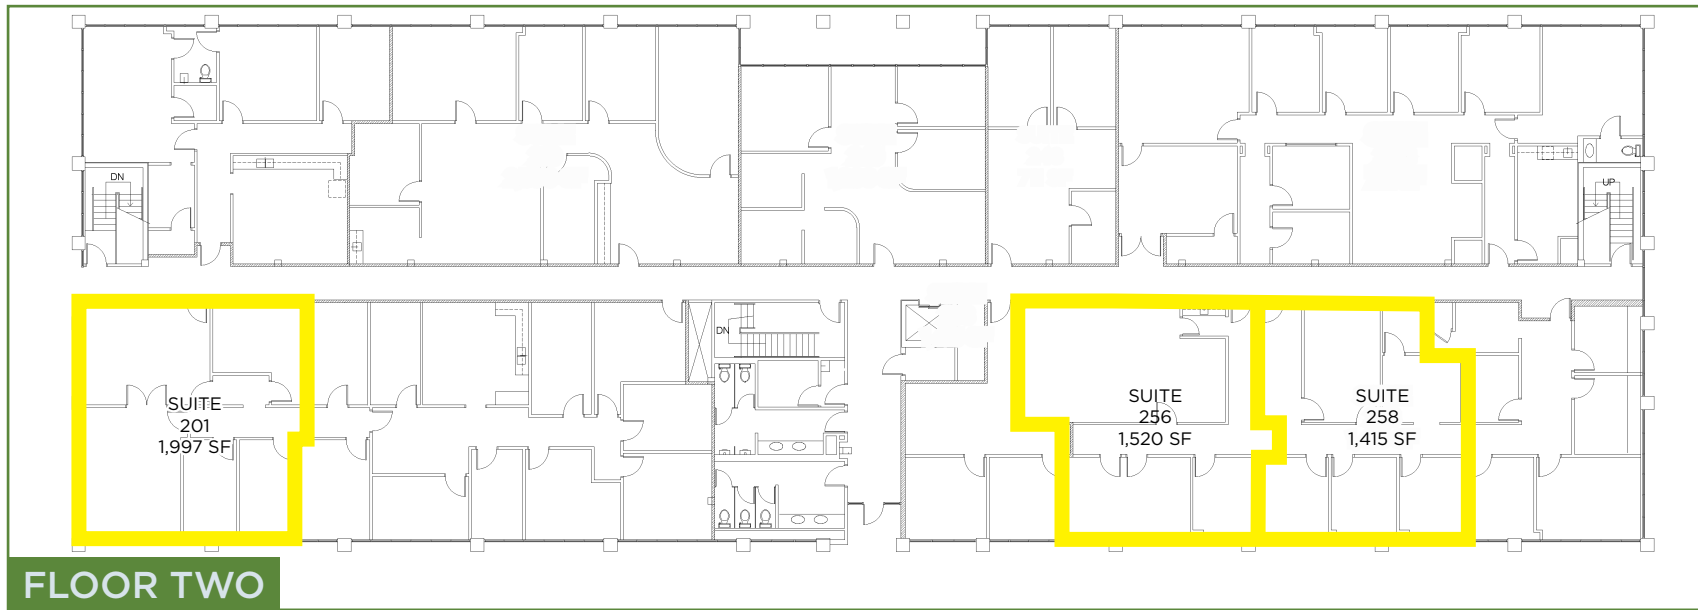 DN
UP
DN
SUITE
201
1,997 SF
SUITE
256
1,520 SF
SUITE
258
1,415 SF
FLOOR TWO